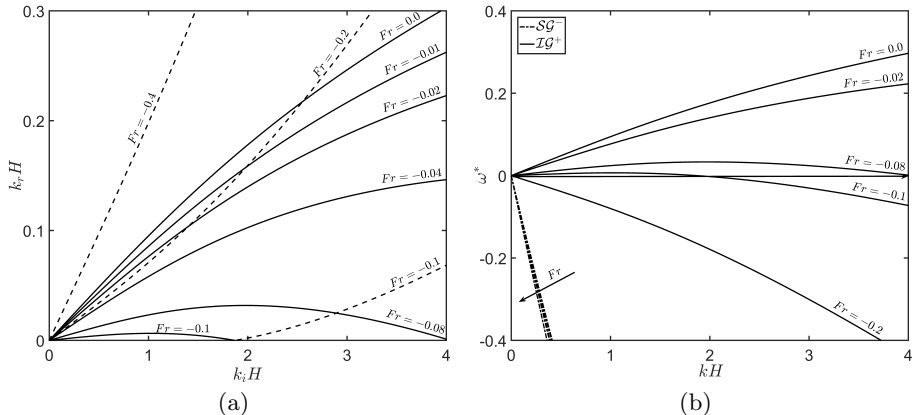 0.3
0.2
0.1
0
k_r H
0
1
2
3
4
k_i H
Fr = −0.4
Fr = −0.2
Fr = 0.0
Fr = −0.01
Fr = −0.02
Fr = −0.04
Fr = −0.1
Fr = −0.1
Fr = −0.08
(a)
0.4
0.2
0
-0.2
-0.4
ω*
0
1
2
3
4
kH
SG⁻
IG⁺
Fr = 0.0
Fr = −0.02
Fr = −0.08
Fr = −0.1
Fr = −0.2
Fr
(b)